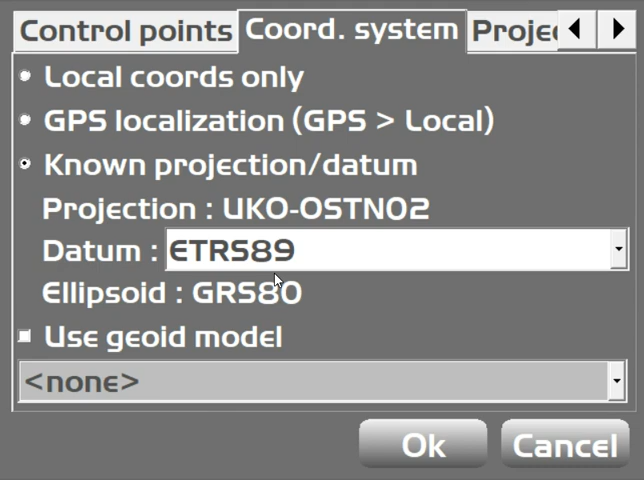 Control points Coord. system
Local coords only
GPS localization (GPS > Local)
Known projection/datum
Projection : UKO-OSTN02
Datum : ETRS89
Ellipsoid : GRS80
Use geoid model
<none>
Ok Cancel